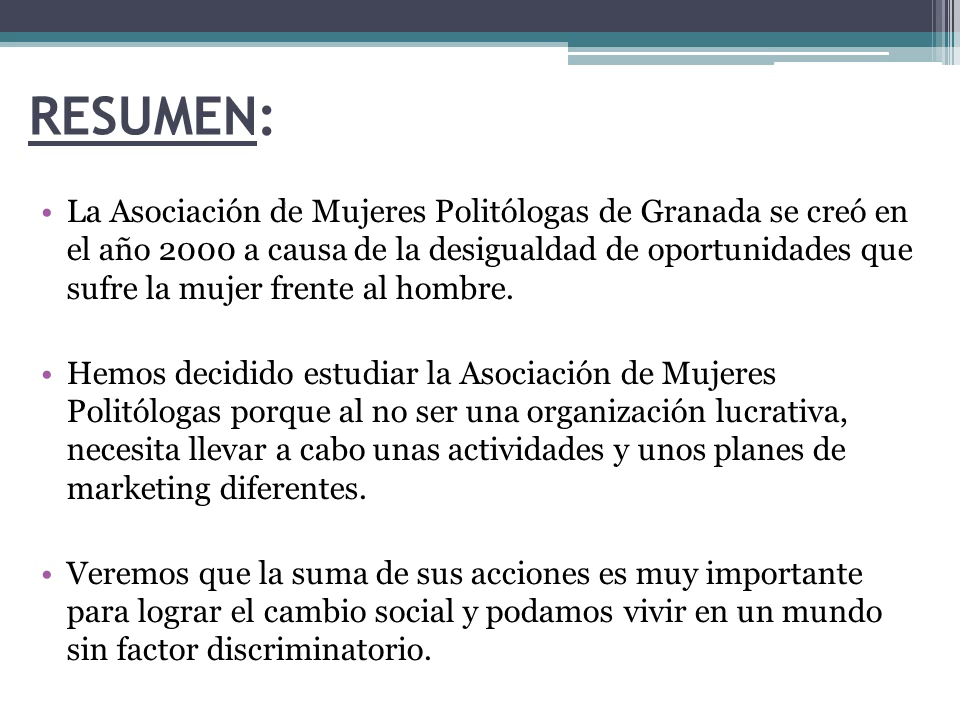 RESUMEN:
• La Asociación de Mujeres Politólogas de Granada se creó en
el año 2000 a causa de la desigualdad de oportunidades que
sufre la mujer frente al hombre.
• Hemos decidido estudiar la Asociación de Mujeres
Politólogas porque al no ser una organización lucrativa,
necesita llevar a cabo unas actividades y unos planes de
marketing diferentes.
• Veremos que la suma de sus acciones es muy importante
para lograr el cambio social y podamos vivir en un mundo
sin factor discriminatorio.